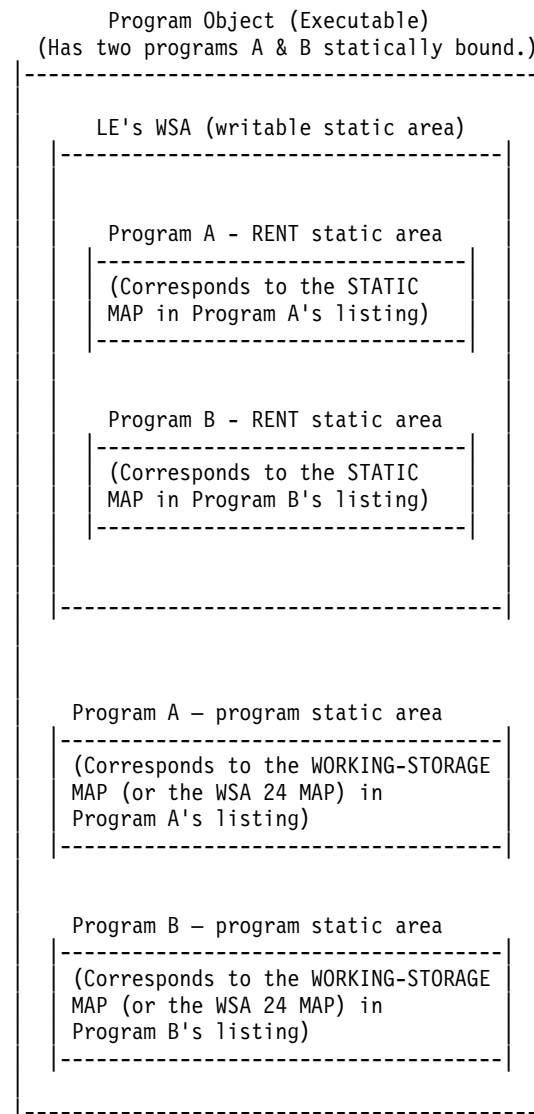 Program Object (Executable)
(Has two programs A & B statically bound.)
LE's WSA (writable static area)
Program A - RENT static area
(Corresponds to the STATIC
MAP in Program A's listing)
Program B - RENT static area
(Corresponds to the STATIC
MAP in Program B's listing)
Program A – program static area
(Corresponds to the WORKING-STORAGE
MAP (or the WSA 24 MAP) in
Program A's listing)
Program B – program static area
(Corresponds to the WORKING-STORAGE
MAP (or the WSA 24 MAP) in
Program B's listing)